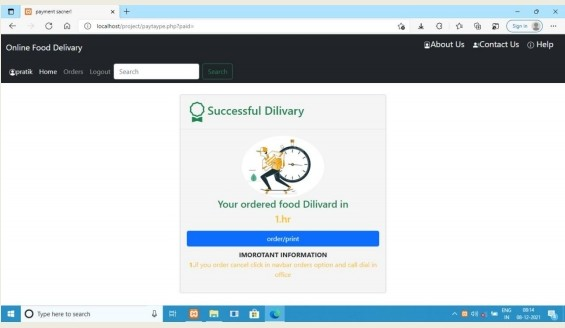 payment sacnerl
localhost/project/paytaype.php?paid=
Sign in
Online Food Delivary
About Us Contact Us Help
pratik Home Orders Logout Search Search
Successful Dilivary
Your ordered food Dilivard in
1.hr
order/print
IMOROTANT INFORMATION
1.if you order cancel click in navbar orders option and call dial in
office
Type here to search
ENG 09:14
IN 08-12-2021